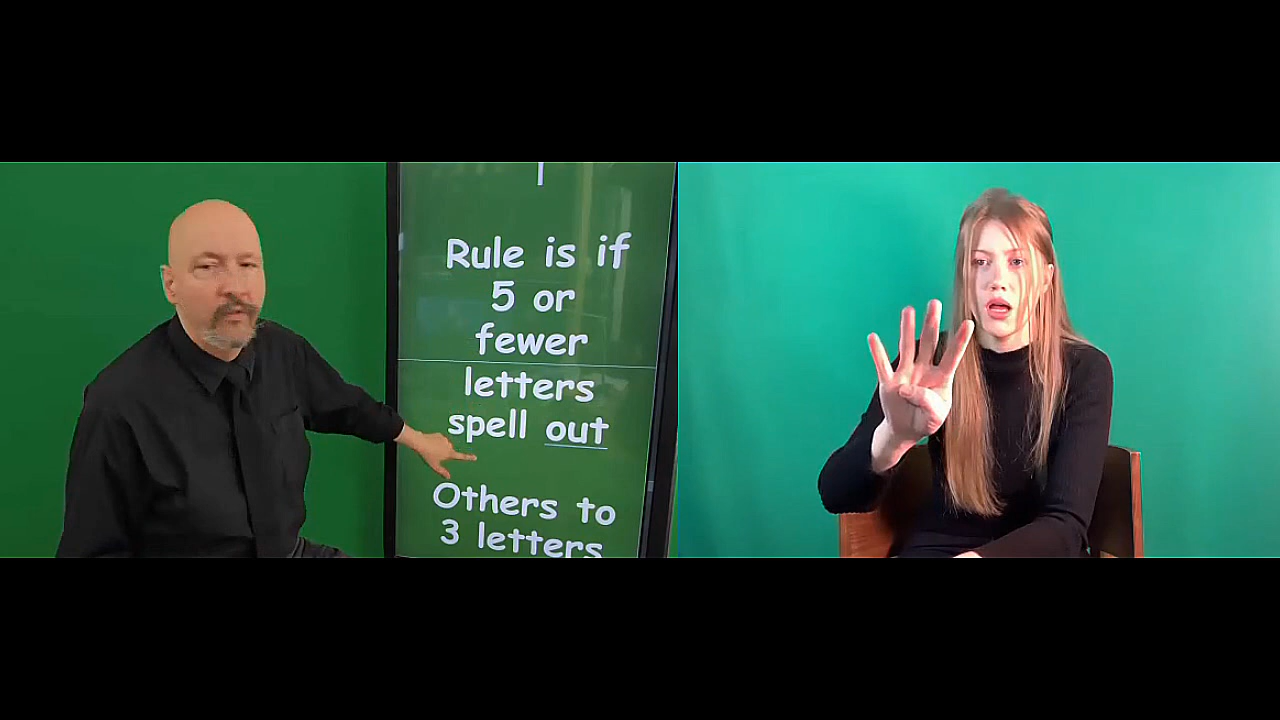 Rule is if
5 or
fewer
letters
spell out
Others to
3 letters